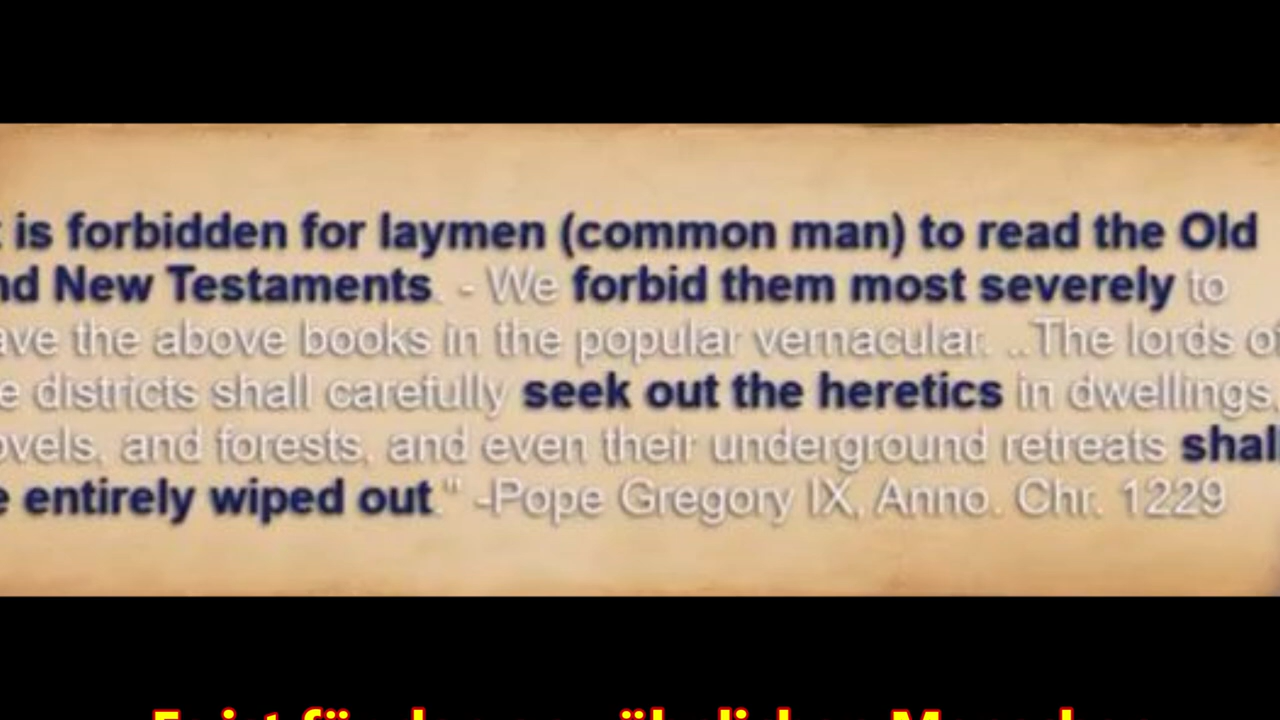 is forbidden for laymen (common man) to read the Old
New Testaments. - We forbid them most severely to
the above books in the popular vernacular. ..The lords of
districts shall carefully seek out the heretics in dwellings,
and forests, and even their underground retreats shall
entirely wiped out." -Pope Gregory IX, Anno. Chr. 1229